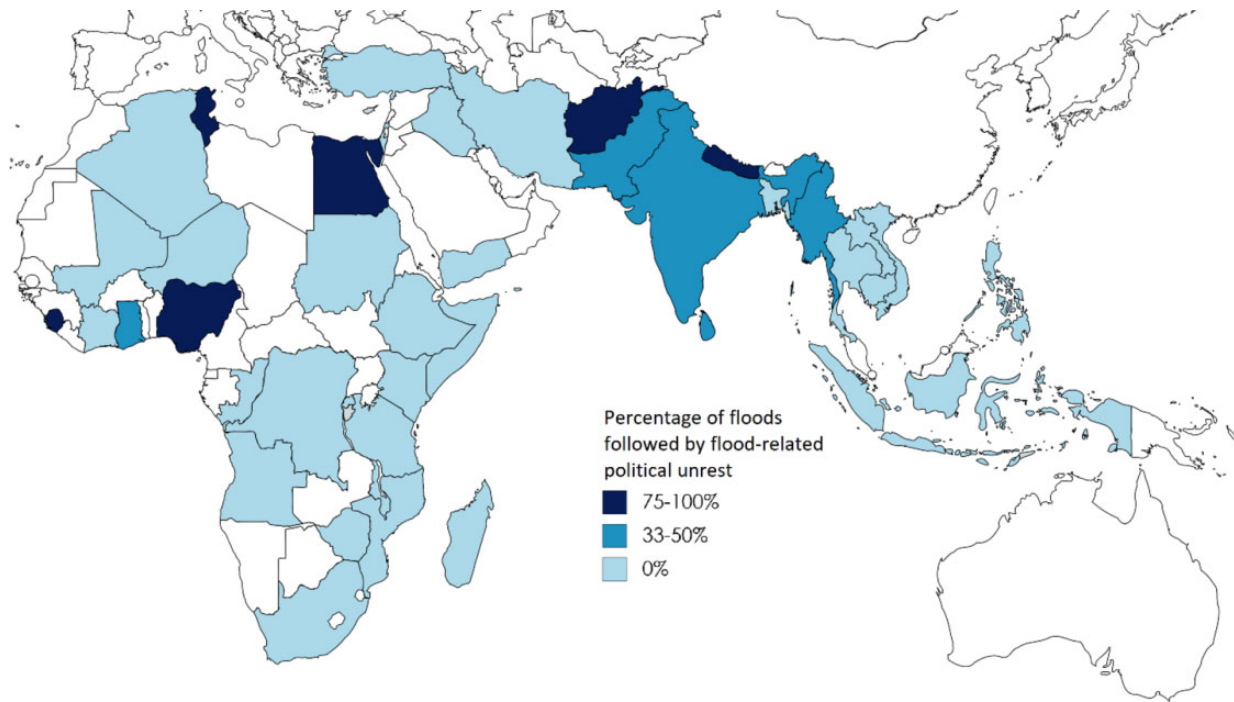 Percentage of floods
followed by flood-related
political unrest
75-100%
33-50%
0%